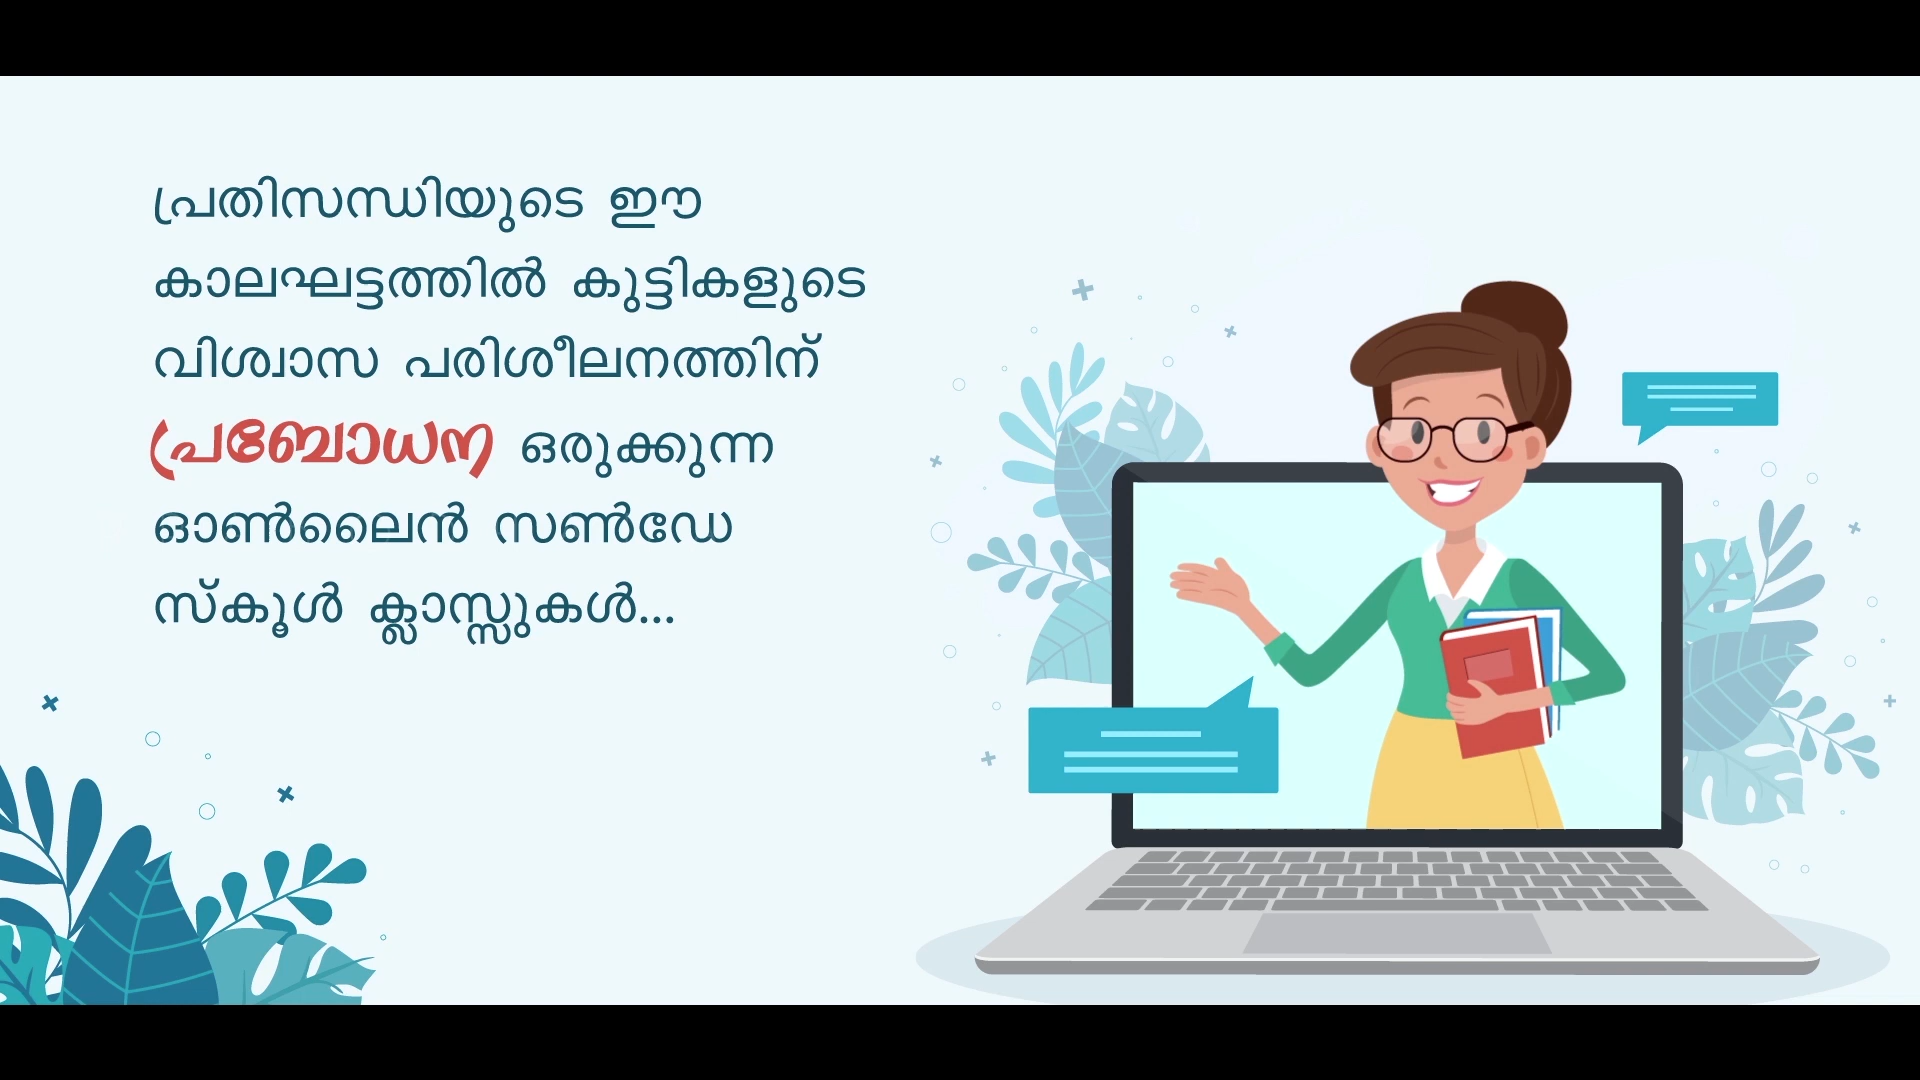 പ്രതിസന്ധിയുടെ ഈ
കാലഘട്ടത്തിൽ കുട്ടികളുടെ
വിശ്വാസ പരിശീലനത്തിന്
പ്രബോധന ഒരുക്കുന്ന
ഓൺലൈൻ സൺഡേ
സ്കൂൾ ക്ലാസ്സുകൾ...